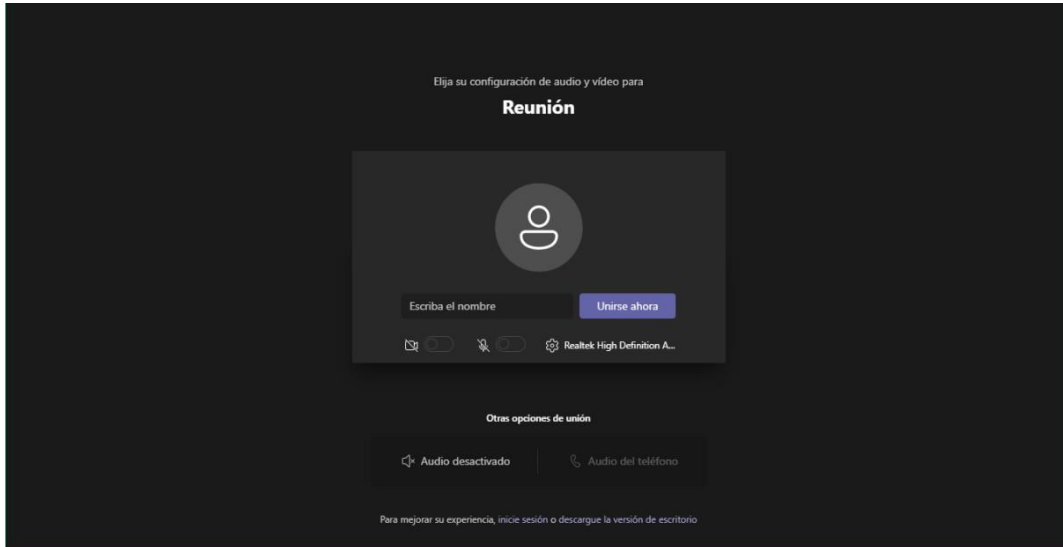 Elija su configuración de audio y vídeo para
Reunión
Escriba el nombre
Unirse ahora
Realtek High Definition A...
Otras opciones de unión
Audio desactivado
Audio del teléfono
Para mejorar su experiencia, inicie sesión o descargue la versión de escritorio